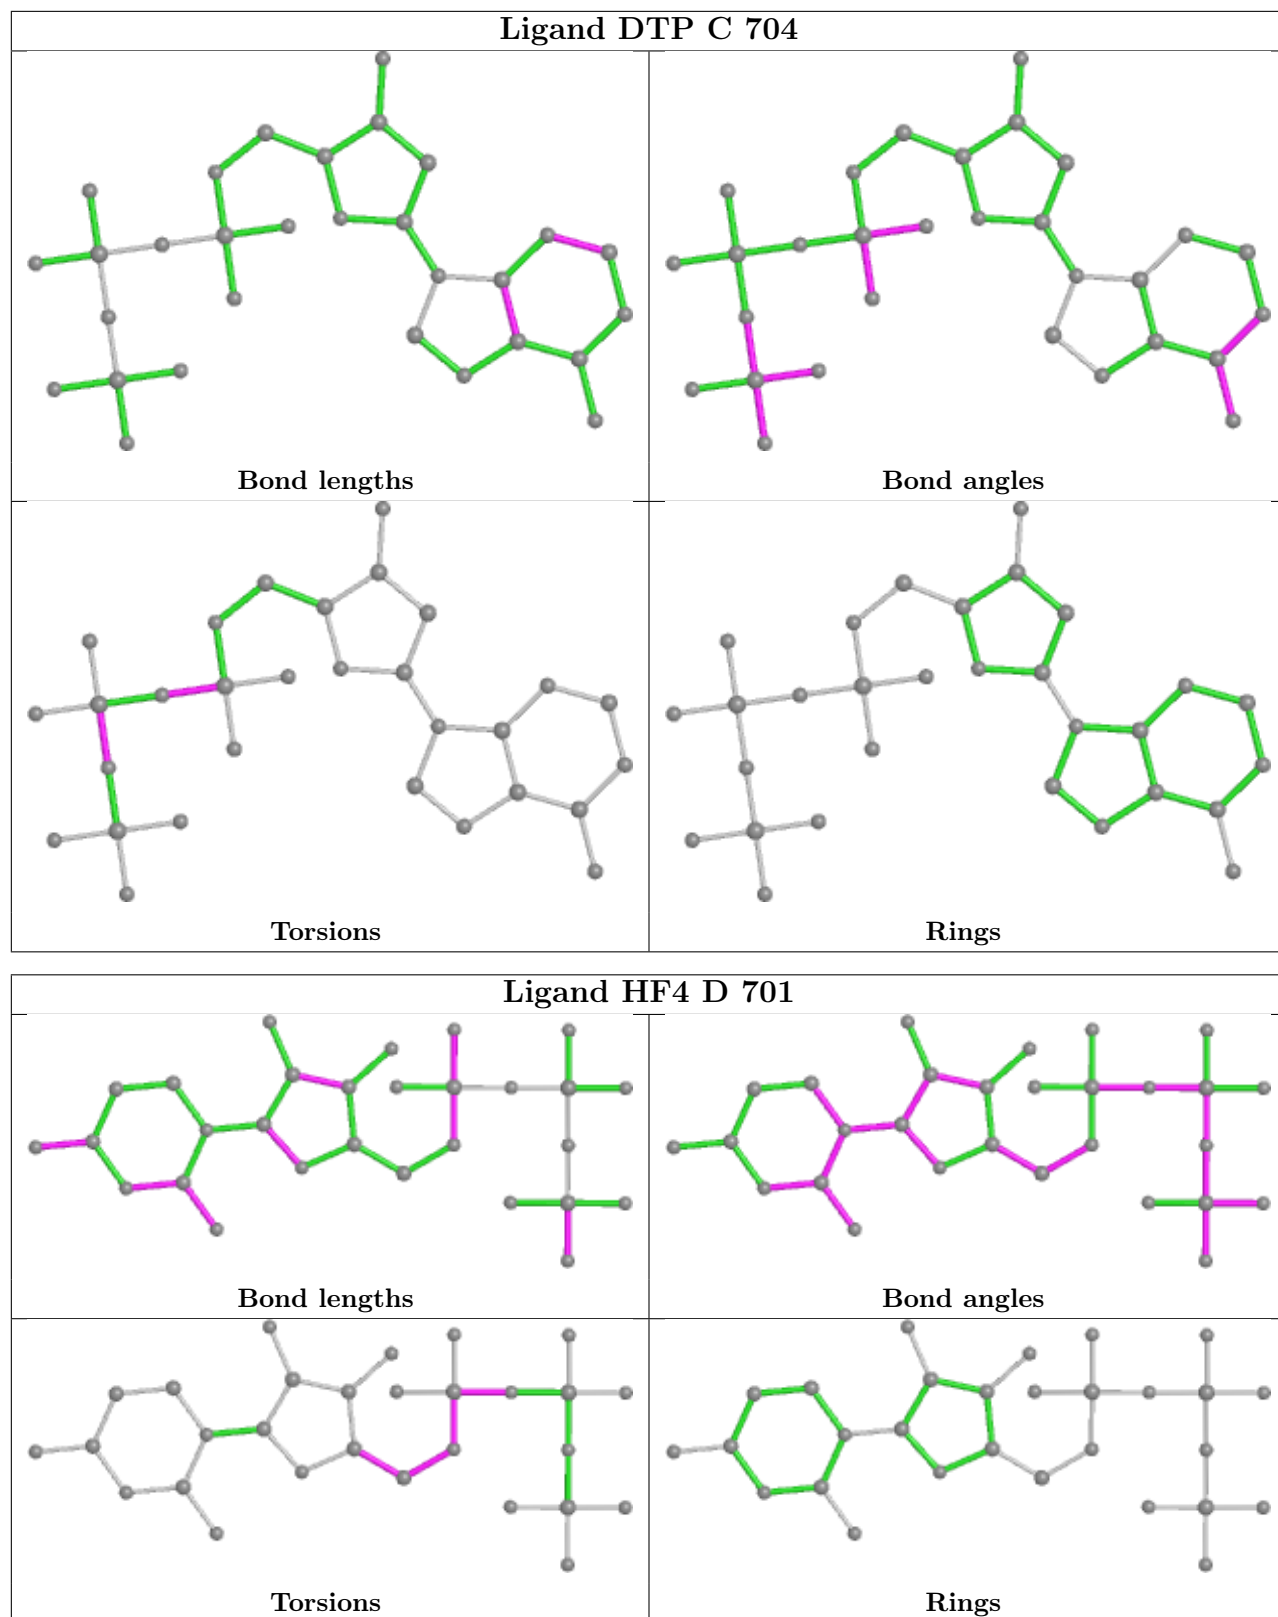 Ligand DTP C 704
Bond lengths
Bond angles
Torsions
Rings
Ligand HF4 D 701
Bond lengths
Bond angles
Torsions
Rings